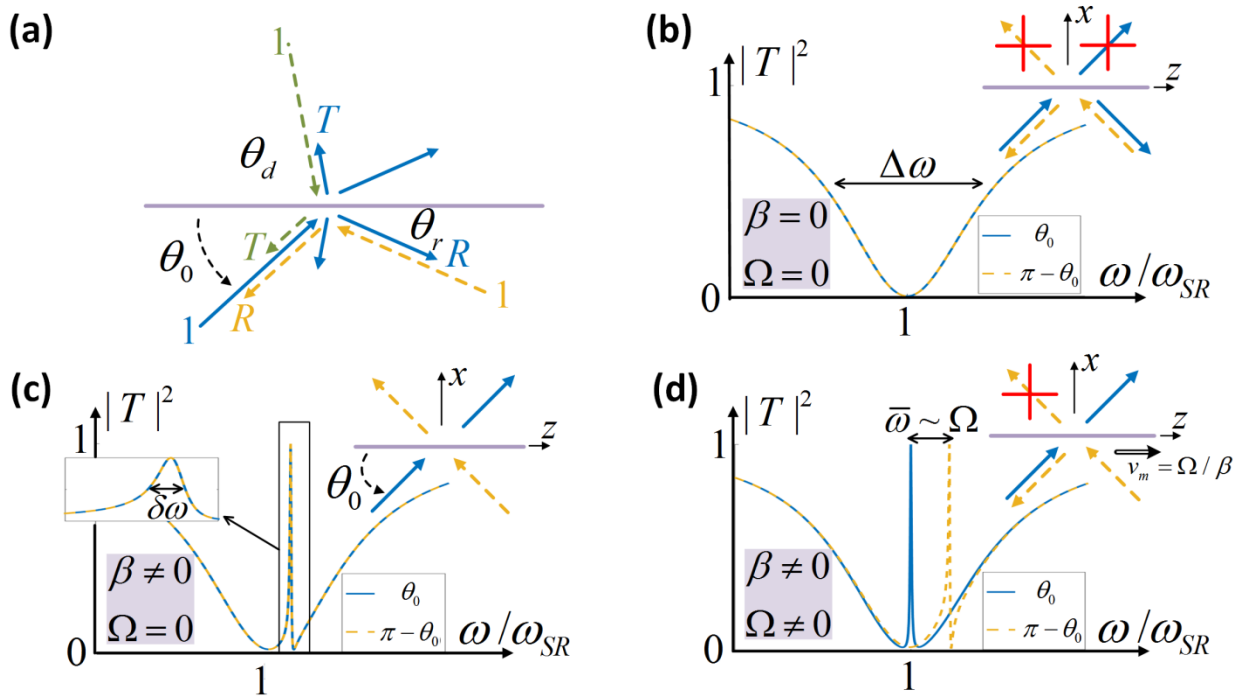 (a)
1
T
θ_d
θ_0
θ_r
T
R
R
1
1
(b)
x
|T|²
z
1
Δω
β = 0
Ω = 0
θ_0
π − θ_0
ω/ω_SR
0
1
(c)
x
|T|²
z
1
θ_0
δω
β ≠ 0
Ω = 0
θ_0
π − θ_0
ω/ω_SR
0
1
(d)
x
|T|²
ω̅ ~ Ω
z
1
v_m = Ω / β
β ≠ 0
Ω ≠ 0
θ_0
π − θ_0
ω/ω_SR
0
1